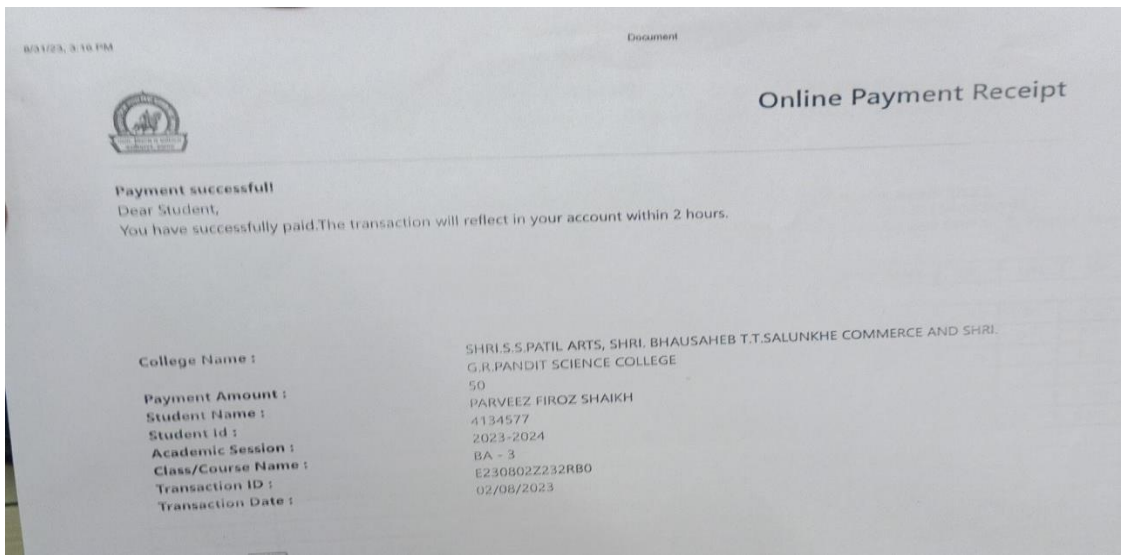 8/31/23, 3:16 PM
Document
Online Payment Receipt
Payment successful!
Dear Student,
You have successfully paid.The transaction will reflect in your account within 2 hours.
College Name : SHRI.S.S.PATIL ARTS, SHRI. BHAUSAHEB T.T.SALUNKHE COMMERCE AND SHRI.
G.R.PANDIT SCIENCE COLLEGE
Payment Amount : 50
Student Name : PARVEEZ FIROZ SHAIKH
Student id : 4134577
Academic Session : 2023-2024
Class/Course Name : BA - 3
Transaction ID : E230802Z232RB0
Transaction Date : 02/08/2023